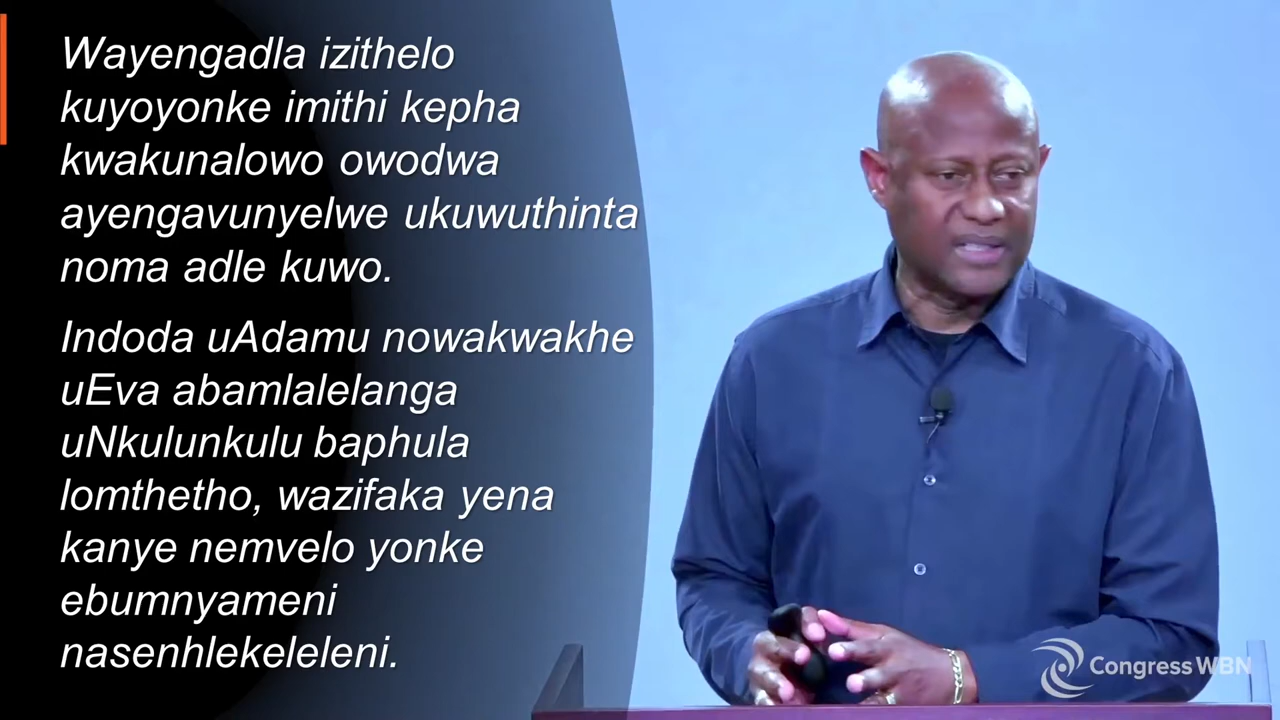 Wayengadla izithelo
kuyoyonke imithi kepha
kwakunalowo owodwa
ayengavunyelwe ukuwuthinta
noma adle kuwo.
Indoda uAdamu nowakwakhe
uEva abamlalelanga
uNkulunkulu baphula
lomthetho, wazifaka yena
kanye nemvelo yonke
ebumnyameni
nasenhlekeleleni.
Congress WBN